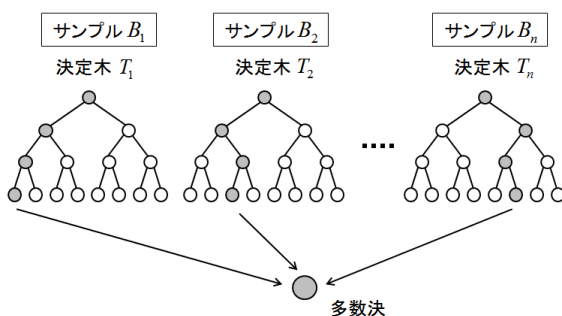 サンプル B₁
サンプル B₂
サンプル Bₙ
決定木 T₁
決定木 T₂
決定木 Tₙ
....
多数決